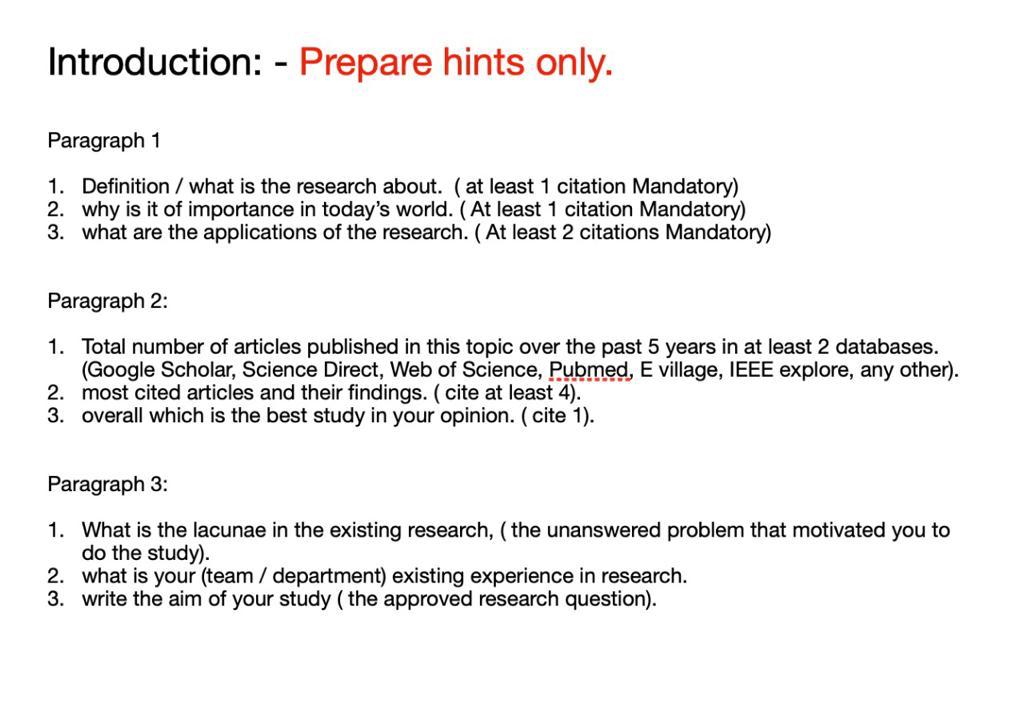 Introduction: - Prepare hints only.
Paragraph 1
1. Definition / what is the research about. ( at least 1 citation Mandatory)
2. why is it of importance in today's world. ( At least 1 citation Mandatory)
3. what are the applications of the research. ( At least 2 citations Mandatory)
Paragraph 2:
1. Total number of articles published in this topic over the past 5 years in at least 2 databases.
(Google Scholar, Science Direct, Web of Science, Pubmed, E village, IEEE explore, any other).
2. most cited articles and their findings. ( cite at least 4).
3. overall which is the best study in your opinion. ( cite 1).
Paragraph 3:
1. What is the lacunae in the existing research, ( the unanswered problem that motivated you to
do the study).
2. what is your (team / department) existing experience in research.
3. write the aim of your study ( the approved research question).